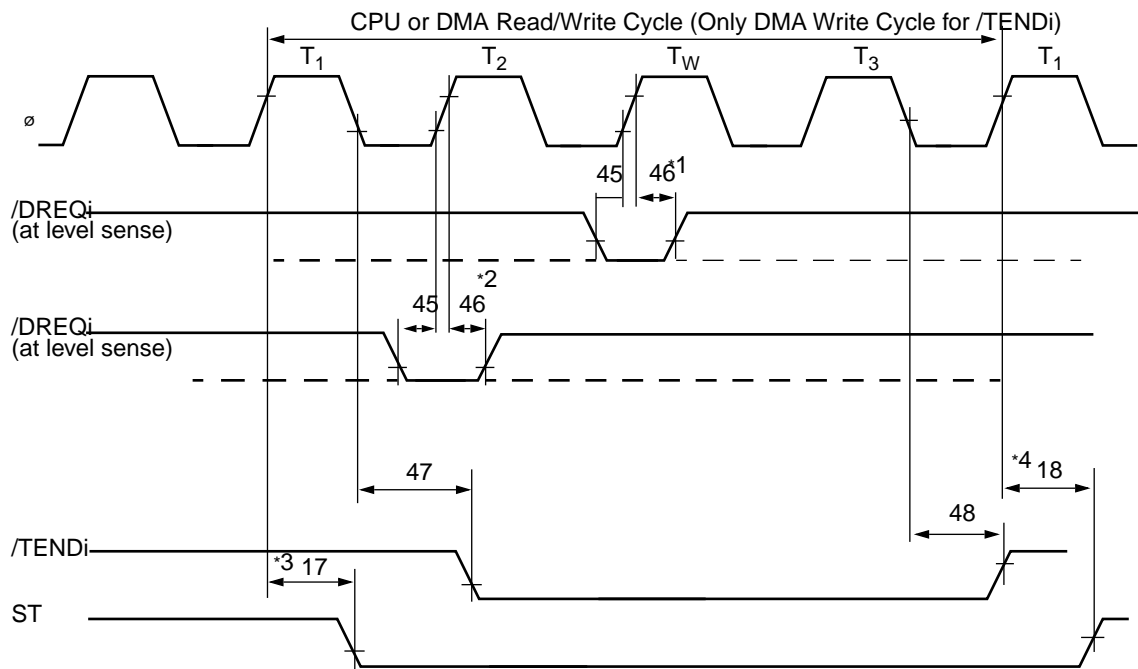 CPU or DMA Read/Write Cycle (Only DMA Write Cycle for /TENDi)
T1 T2 TW T3 T1
ø
45 46 *1
/DREQi
(at level sense)
*2
45 46
/DREQi
(at level sense)
47 *4 18
48
/TENDi
*3 17
ST